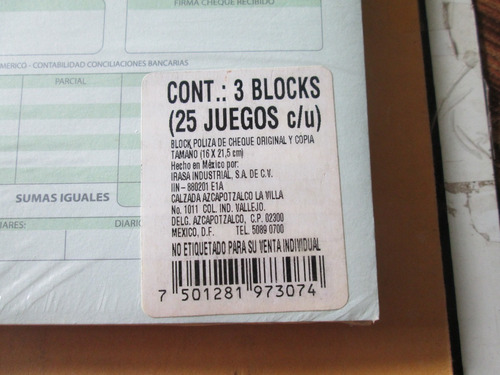 FIRMA CHEQUE RECIBIDO
MERICO - CONTABILIDAD CONCILIACIONES BANCARIAS
PARCIAL
SUMAS IGUALES
ARES:
DIARIO
CONT.: 3 BLOCKS
(25 JUEGOS c/u)
BLOCK POLIZA DE CHEQUE ORIGINAL Y COPIA
TAMAÑO (16 X 21,5 cm)
Hecho en México por:
IRASA INDUSTRIAL, S.A. DE C.V.
IIN - 880201 E1A
CALZADA AZCAPOTZALCO LA VILLA
No. 1011 COL. IND. VALLEJO.
DELG. AZCAPOTZALCO, C.P. 02300
MEXICO, D.F. TEL. 5089 0700
NO ETIQUETADO PARA SU VENTA INDIVIDUAL
7 501281 973074